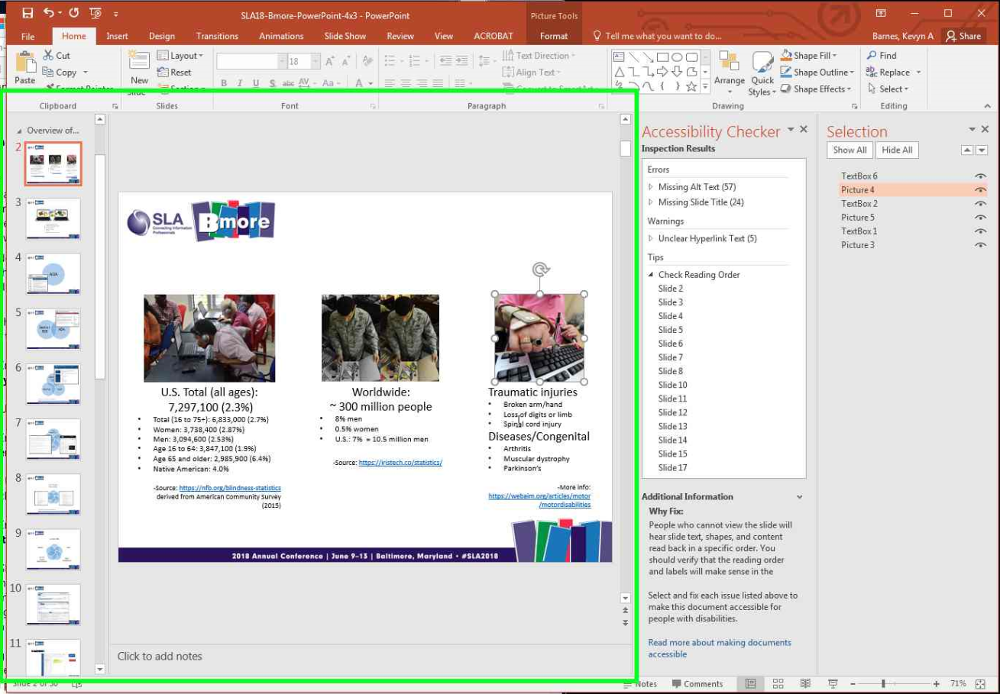 SLA18-Bmore-PowerPoint-4x3 - PowerPoint
Picture Tools
File
Home
Insert
Design
Transitions
Animations
Slide Show
Review
View
ACROBAT
Format
Tell me what you want to do...
Barnes, Kevyn A
Share
Paste
Cut
Copy
Format Painter
New
Slide
Layout
Reset
Section
18
B I U S abc AV Aa A
Text Direction
Align Text
Convert to SmartArt
Arrange
Quick
Styles
Shape Fill
Shape Outline
Shape Effects
Find
Replace
Select
Clipboard
Slides
Font
Paragraph
Drawing
Editing
Overview of...
2
3
4
5
6
7
8
9
10
11
SLA
Connecting Information
Professionals
Bmore
U.S. Total (all ages):
7,297,100 (2.3%)
• Total (16 to 75+): 6,833,000 (2.7%)
• Women: 3,738,400 (2.87%)
• Men: 3,094,600 (2.53%)
• Age 16 to 64: 3,847,100 (1.9%)
• Age 65 and older: 2,985,900 (6.4%)
• Native American: 4.0%
-Source: https://nfb.org/blindness-statistics
derived from American Community Survey
(2015)
Worldwide:
~ 300 million people
• 8% men
• 0.5% women
• U.S.: 7% = 10.5 million men
-Source: https://iristech.co/statistics/
Traumatic injuries
• Broken arm/hand
• Loss of digits or limb
• Spinal cord injury
Diseases/Congenital
• Arthritis
• Muscular dystrophy
• Parkinson's
-More info:
https://webaim.org/articles/motor
/motordisabilities
2018 Annual Conference | June 9-13 | Baltimore, Maryland • #SLA2018
Click to add notes
Accessibility Checker
Inspection Results
Errors
Missing Alt Text (57)
Missing Slide Title (24)
Warnings
Unclear Hyperlink Text (5)
Tips
Check Reading Order
Slide 2
Slide 3
Slide 4
Slide 5
Slide 6
Slide 7
Slide 8
Slide 10
Slide 11
Slide 12
Slide 13
Slide 14
Slide 15
Slide 17
Additional Information
Why Fix:
People who cannot view the slide will
hear slide text, shapes, and content
read back in a specific order. You
should verify that the reading order
and labels will make sense in the
Select and fix each issue listed above to
make this document accessible for
people with disabilities.
Read more about making documents
accessible
Selection
Show All
Hide All
TextBox 6
Picture 4
TextBox 2
Picture 5
TextBox 1
Picture 3
Slide 2 of 30
Notes
Comments
71%